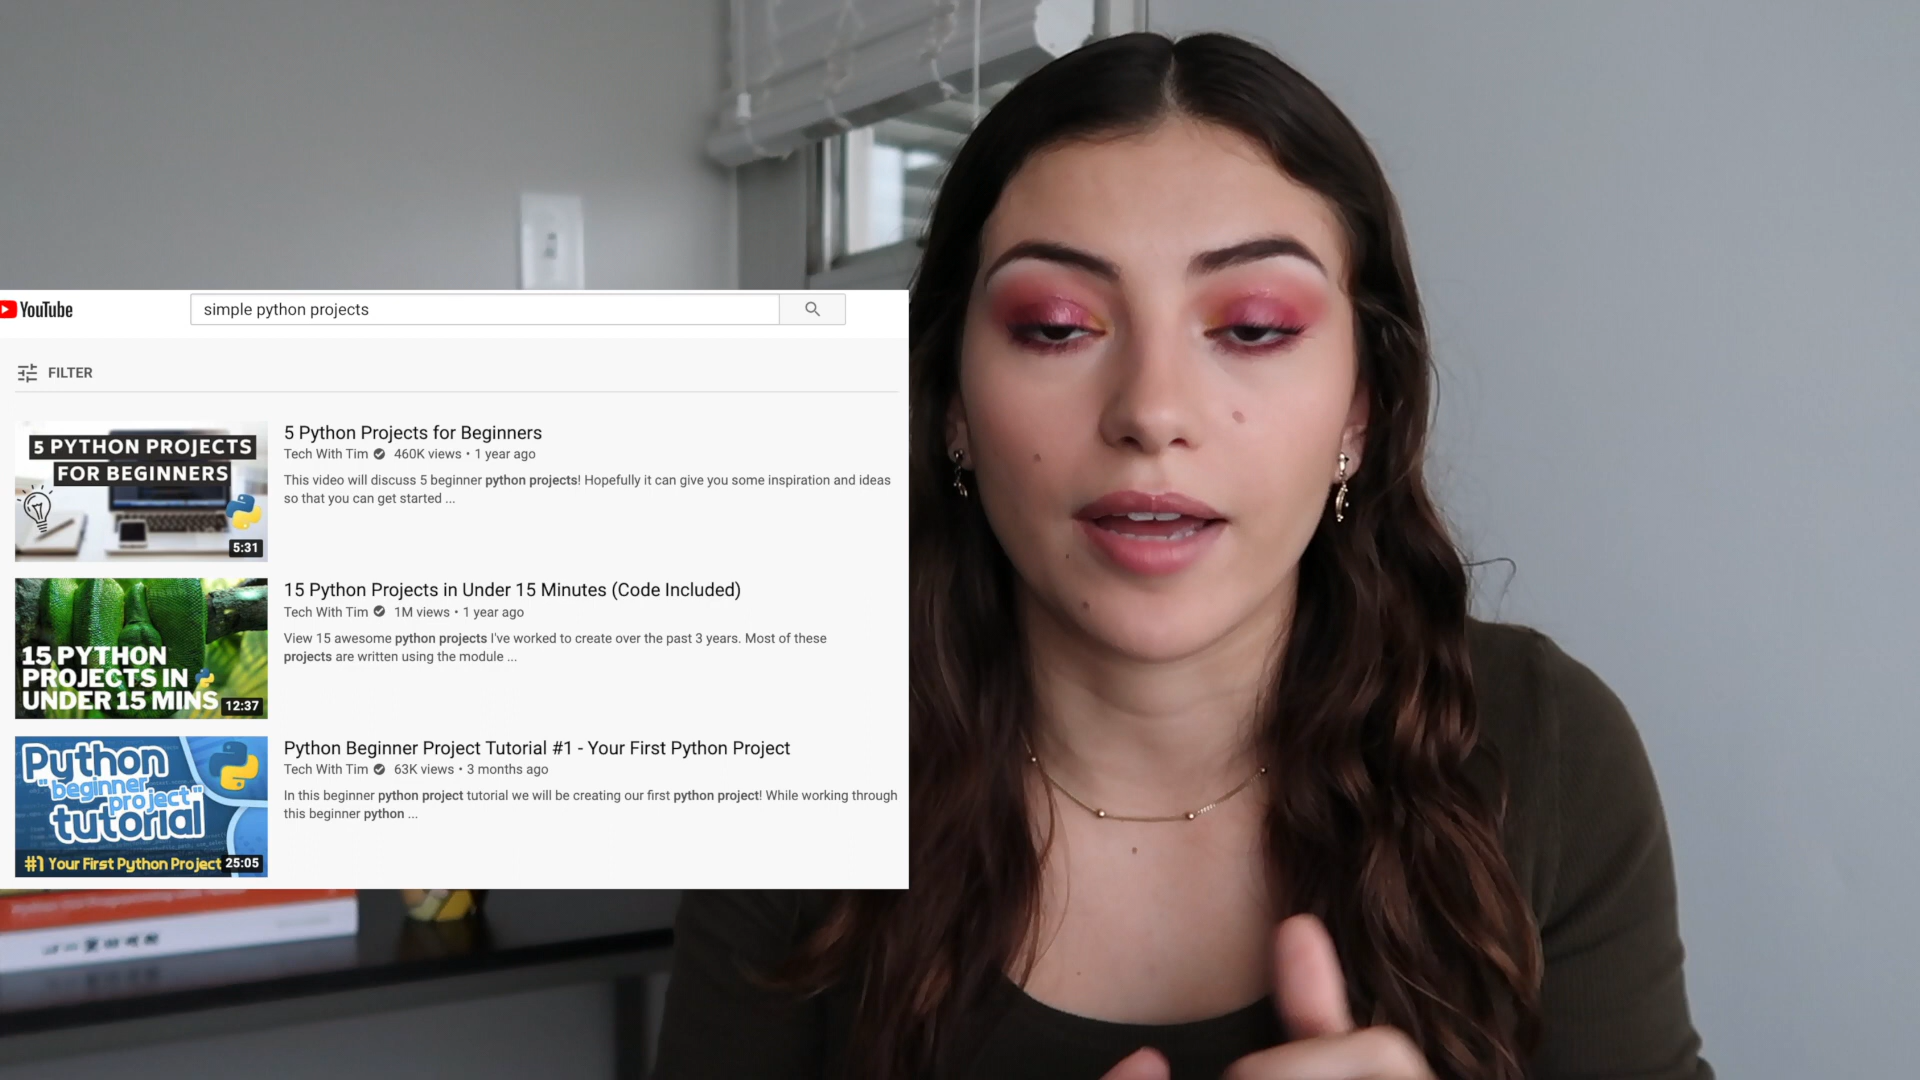 YouTube
simple python projects
FILTER
5 PYTHON PROJECTS
FOR BEGINNERS
5:31
5 Python Projects for Beginners
Tech With Tim 460K views • 1 year ago
This video will discuss 5 beginner python projects! Hopefully it can give you some inspiration and ideas
so that you can get started ...
15 PYTHON
PROJECTS IN
UNDER 15 MINS
12:37
15 Python Projects in Under 15 Minutes (Code Included)
Tech With Tim 1M views • 1 year ago
View 15 awesome python projects I've worked to create over the past 3 years. Most of these
projects are written using the module ...
Python
"beginner
project"
tutorial
#1 Your First Python Project
25:05
Python Beginner Project Tutorial #1 - Your First Python Project
Tech With Tim 63K views • 3 months ago
In this beginner python project tutorial we will be creating our first python project! While working through
this beginner python ...